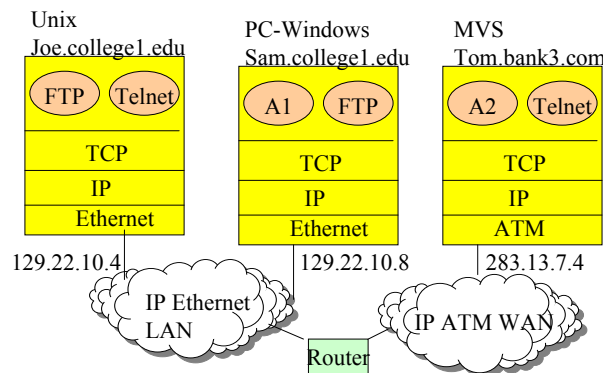 Unix
Joe.college1.edu
PC-Windows
Sam.college1.edu
MVS
Tom.bank3.com
FTP
Telnet
A1
FTP
A2
Telnet
TCP
TCP
TCP
IP
IP
IP
Ethernet
Ethernet
ATM
129.22.10.4
129.22.10.8
283.13.7.4
IP Ethernet
LAN
IP ATM WAN
Router